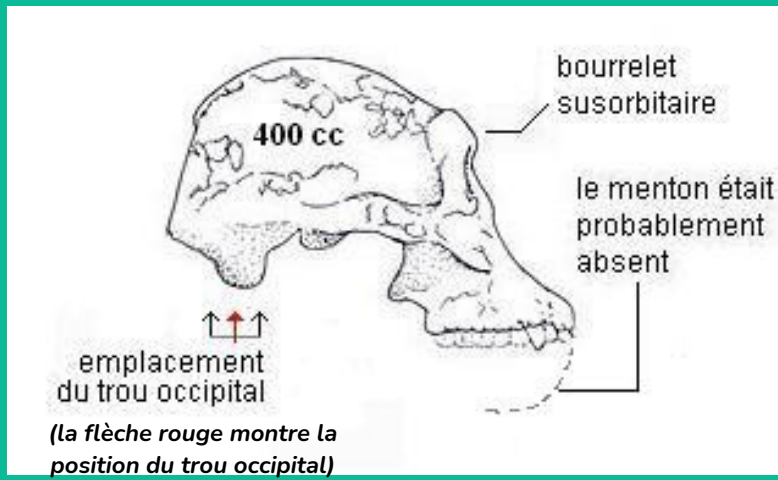 bourrelet
susorbitaire
400 cc
le menton était
probablement
absent
emplacement
du trou occipital
(la flèche rouge montre la
position du trou occipital)